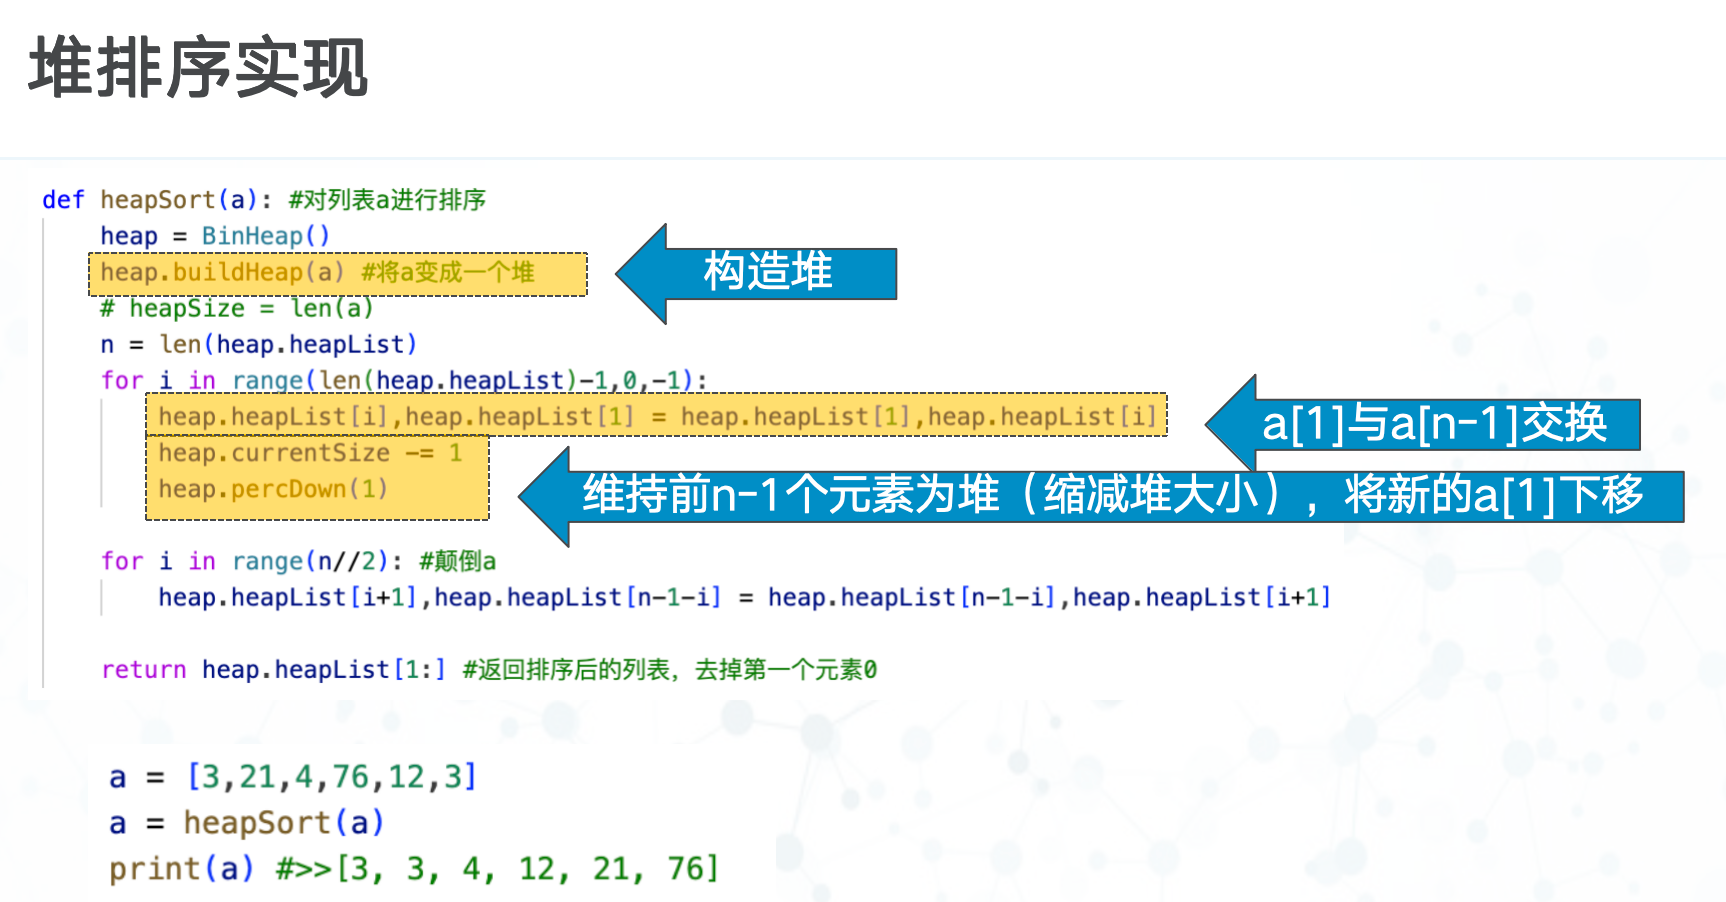 堆排序实现
def heapSort(a): #对列表a进行排序
heap = BinHeap()
heap.buildHeap(a) #将a变成一个堆
构造堆
# heapSize = len(a)
n = len(heap.heapList)
for i in range(len(heap.heapList)-1,0,-1):
heap.heapList[i],heap.heapList[1] = heap.heapList[1],heap.heapList[i]
a[1]与a[n-1]交换
heap.currentSize -= 1
heap.percDown(1)
维持前n-1个元素为堆（缩减堆大小），将新的a[1]下移
for i in range(n//2): #颠倒a
heap.heapList[i+1],heap.heapList[n-1-i] = heap.heapList[n-1-i],heap.heapList[i+1]
return heap.heapList[1:] #返回排序后的列表，去掉第一个元素0
a = [3,21,4,76,12,3]
a = heapSort(a)
print(a) #>>[3, 3, 4, 12, 21, 76]